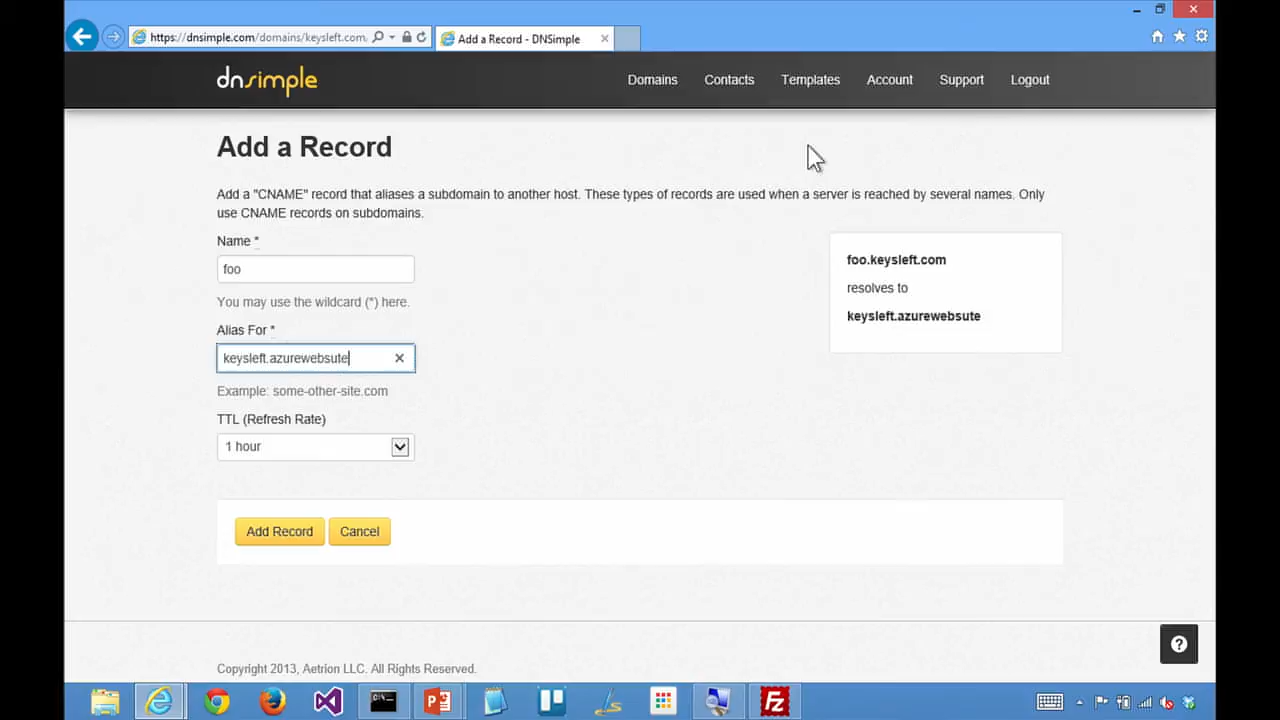 https://dnsimple.com/domains/keysleft.com,
Add a Record - DNSimple
dnsimple
Domains
Contacts
Templates
Account
Support
Logout
Add a Record
Add a "CNAME" record that aliases a subdomain to another host. These types of records are used when a server is reached by several names. Only
use CNAME records on subdomains.
Name *
foo
You may use the wildcard (*) here.
Alias For *
keysleft.azurewebsute
Example: some-other-site.com
TTL (Refresh Rate)
1 hour
foo.keysleft.com
resolves to
keysleft.azurewebsute
Add Record
Cancel
Copyright 2013, Aetrion LLC. All Rights Reserved.